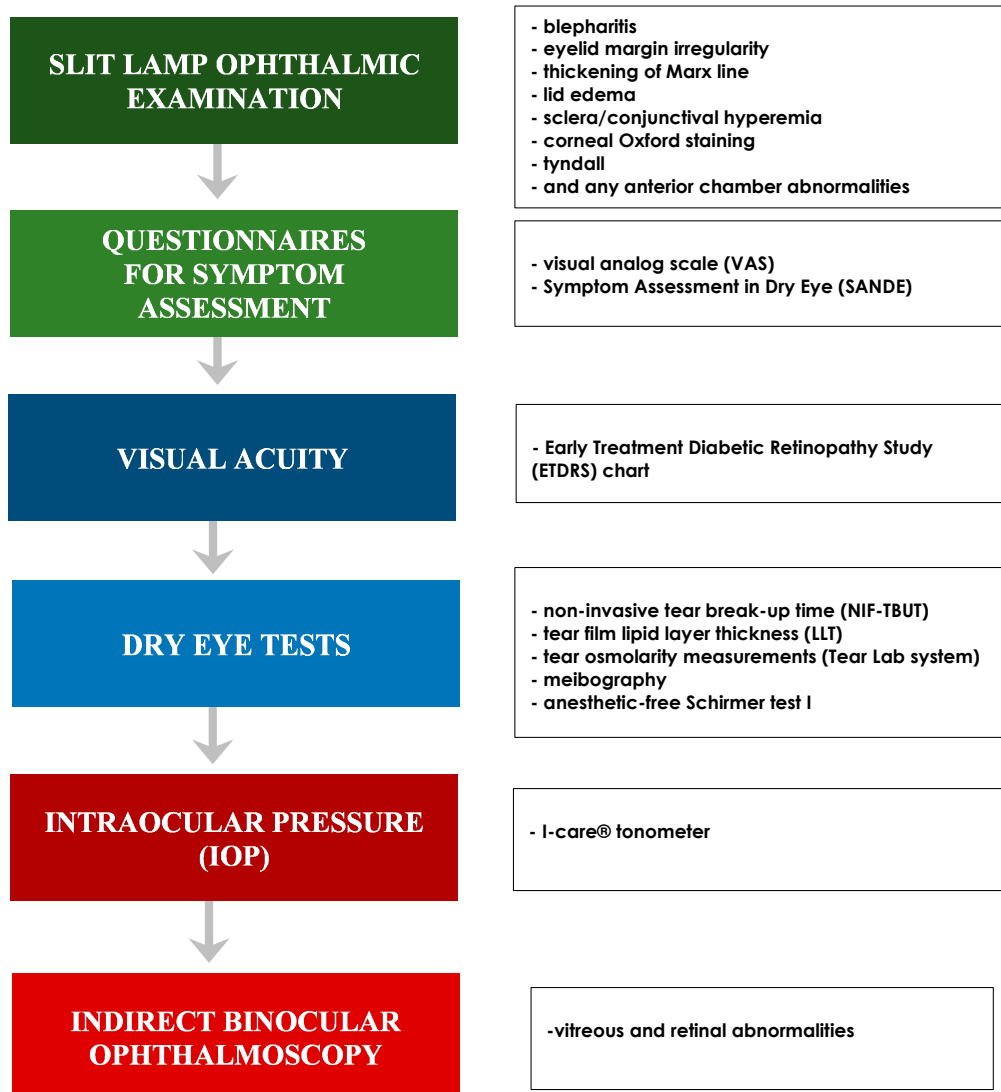 SLIT LAMP OPHTHALMIC
EXAMINATION
- blepharitis
- eyelid margin irregularity
- thickening of Marx line
- lid edema
- sclera/conjunctival hyperemia
- corneal Oxford staining
- tyndall
- and any anterior chamber abnormalities
QUESTIONNAIRES
FOR SYMPTOM
ASSESSMENT
- visual analog scale (VAS)
- Symptom Assessment in Dry Eye (SANDE)
VISUAL ACUITY
- Early Treatment Diabetic Retinopathy Study
(ETDRS) chart
DRY EYE TESTS
- non-invasive tear break-up time (NIF-TBUT)
- tear film lipid layer thickness (LLT)
- tear osmolarity measurements (Tear Lab system)
- meibography
- anesthetic-free Schirmer test I
INTRAOCULAR PRESSURE
(IOP)
- I-care® tonometer
INDIRECT BINOCULAR
OPHTHALMOSCOPY
-vitreous and retinal abnormalities